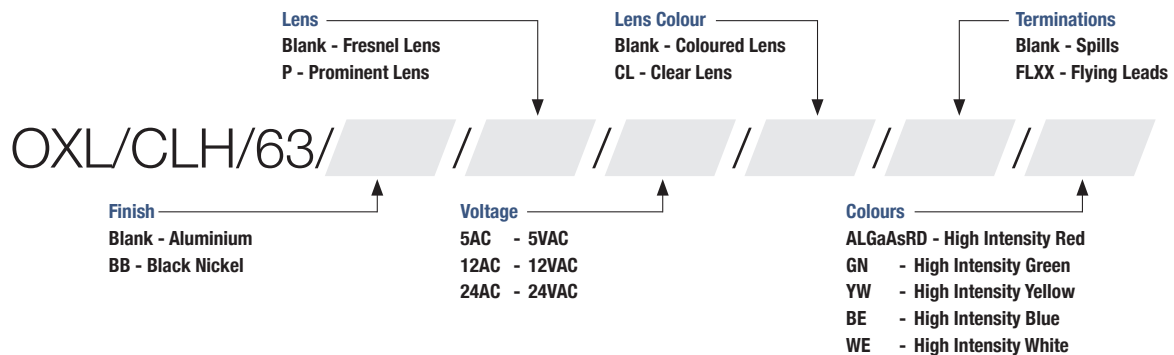 Lens
Blank - Fresnel Lens
P - Prominent Lens
Lens Colour
Blank - Coloured Lens
CL - Clear Lens
Terminations
Blank - Spills
FLXX - Flying Leads
OXL/CLH/63/ / / / / /
Finish
Blank - Aluminium
BB - Black Nickel
Voltage
5AC - 5VAC
12AC - 12VAC
24AC - 24VAC
Colours
ALGaAsRD - High Intensity Red
GN - High Intensity Green
YW - High Intensity Yellow
BE - High Intensity Blue
WE - High Intensity White